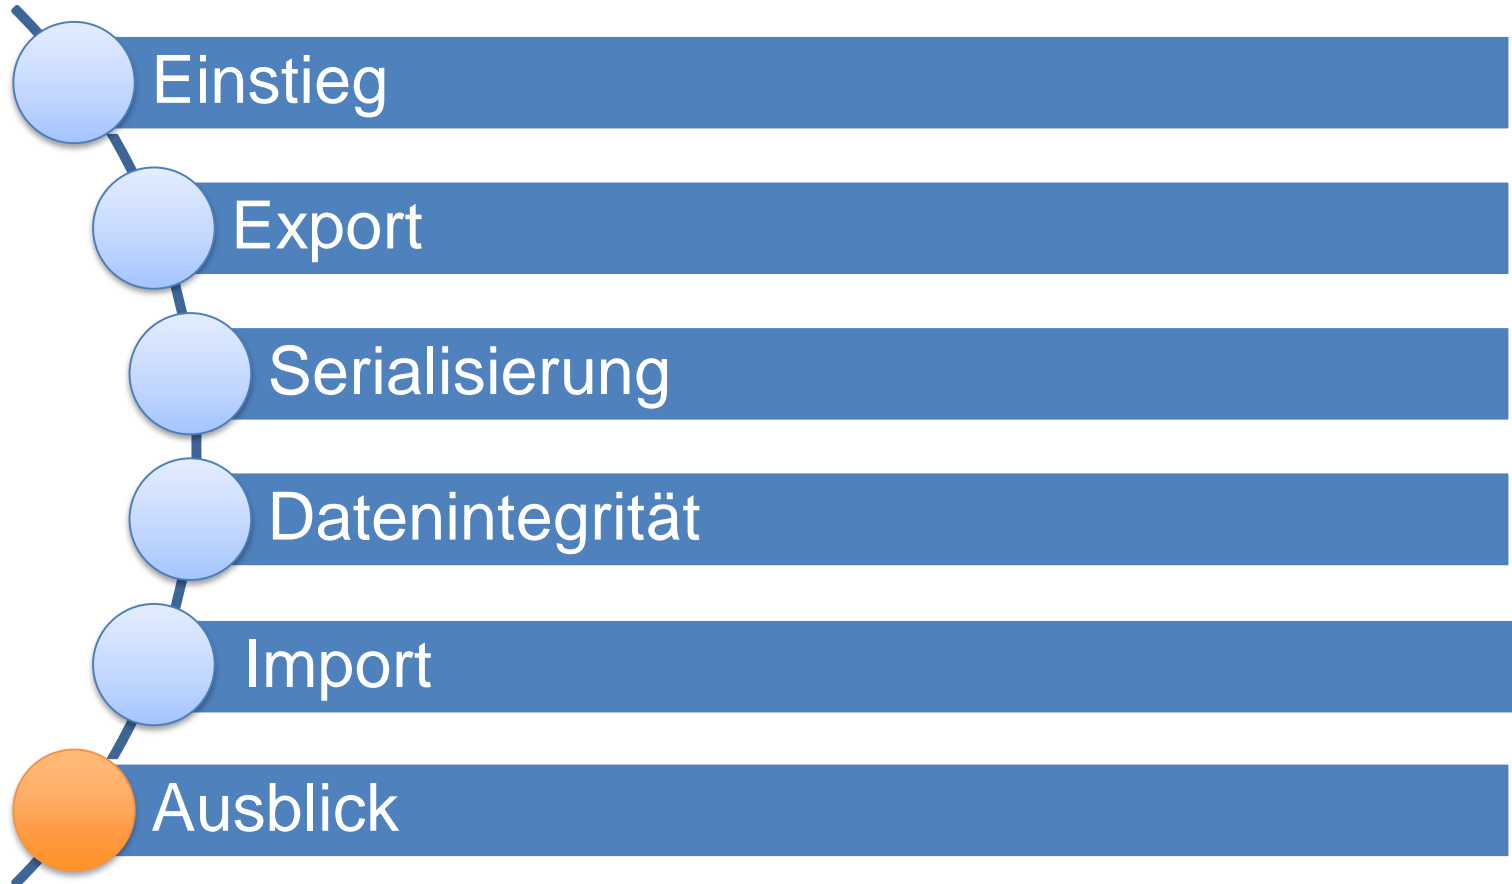 Einstieg
Export
Serialisierung
Datenintegrität
Import
Ausblick